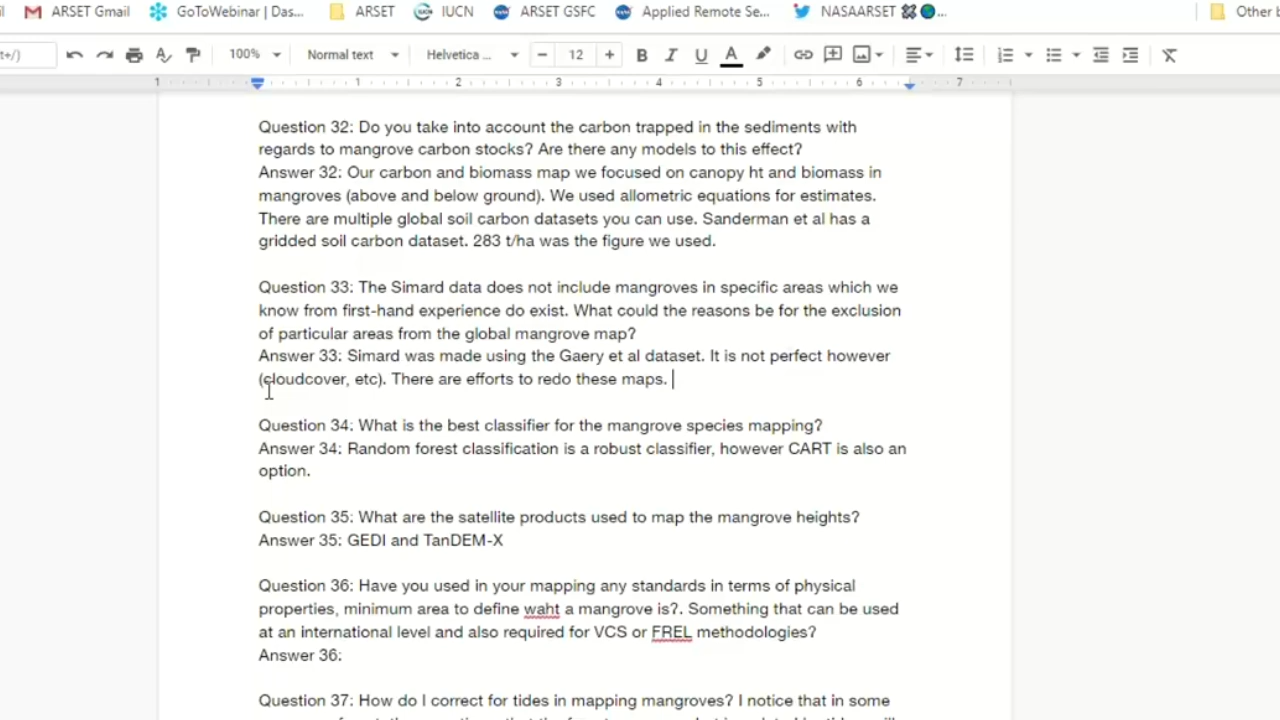 ARSET Gmail GoToWebinar | Das... ARSET IUCN ARSET GSFC Applied Remote Se... NASAARSET Other b
t+/) 100% Normal text Helvetica ... − 12 + B I U A
1 1 2 3 4 5 6 7
Question 32: Do you take into account the carbon trapped in the sediments with
regards to mangrove carbon stocks? Are there any models to this effect?
Answer 32: Our carbon and biomass map we focused on canopy ht and biomass in
mangroves (above and below ground). We used allometric equations for estimates.
There are multiple global soil carbon datasets you can use. Sanderman et al has a
gridded soil carbon dataset. 283 t/ha was the figure we used.
Question 33: The Simard data does not include mangroves in specific areas which we
know from first-hand experience do exist. What could the reasons be for the exclusion
of particular areas from the global mangrove map?
Answer 33: Simard was made using the Gaery et al dataset. It is not perfect however
(cloudcover, etc). There are efforts to redo these maps.
Question 34: What is the best classifier for the mangrove species mapping?
Answer 34: Random forest classification is a robust classifier, however CART is also an
option.
Question 35: What are the satellite products used to map the mangrove heights?
Answer 35: GEDI and TanDEM-X
Question 36: Have you used in your mapping any standards in terms of physical
properties, minimum area to define waht a mangrove is?. Something that can be used
at an international level and also required for VCS or FREL methodologies?
Answer 36:
Question 37: How do I correct for tides in mapping mangroves? I notice that in some